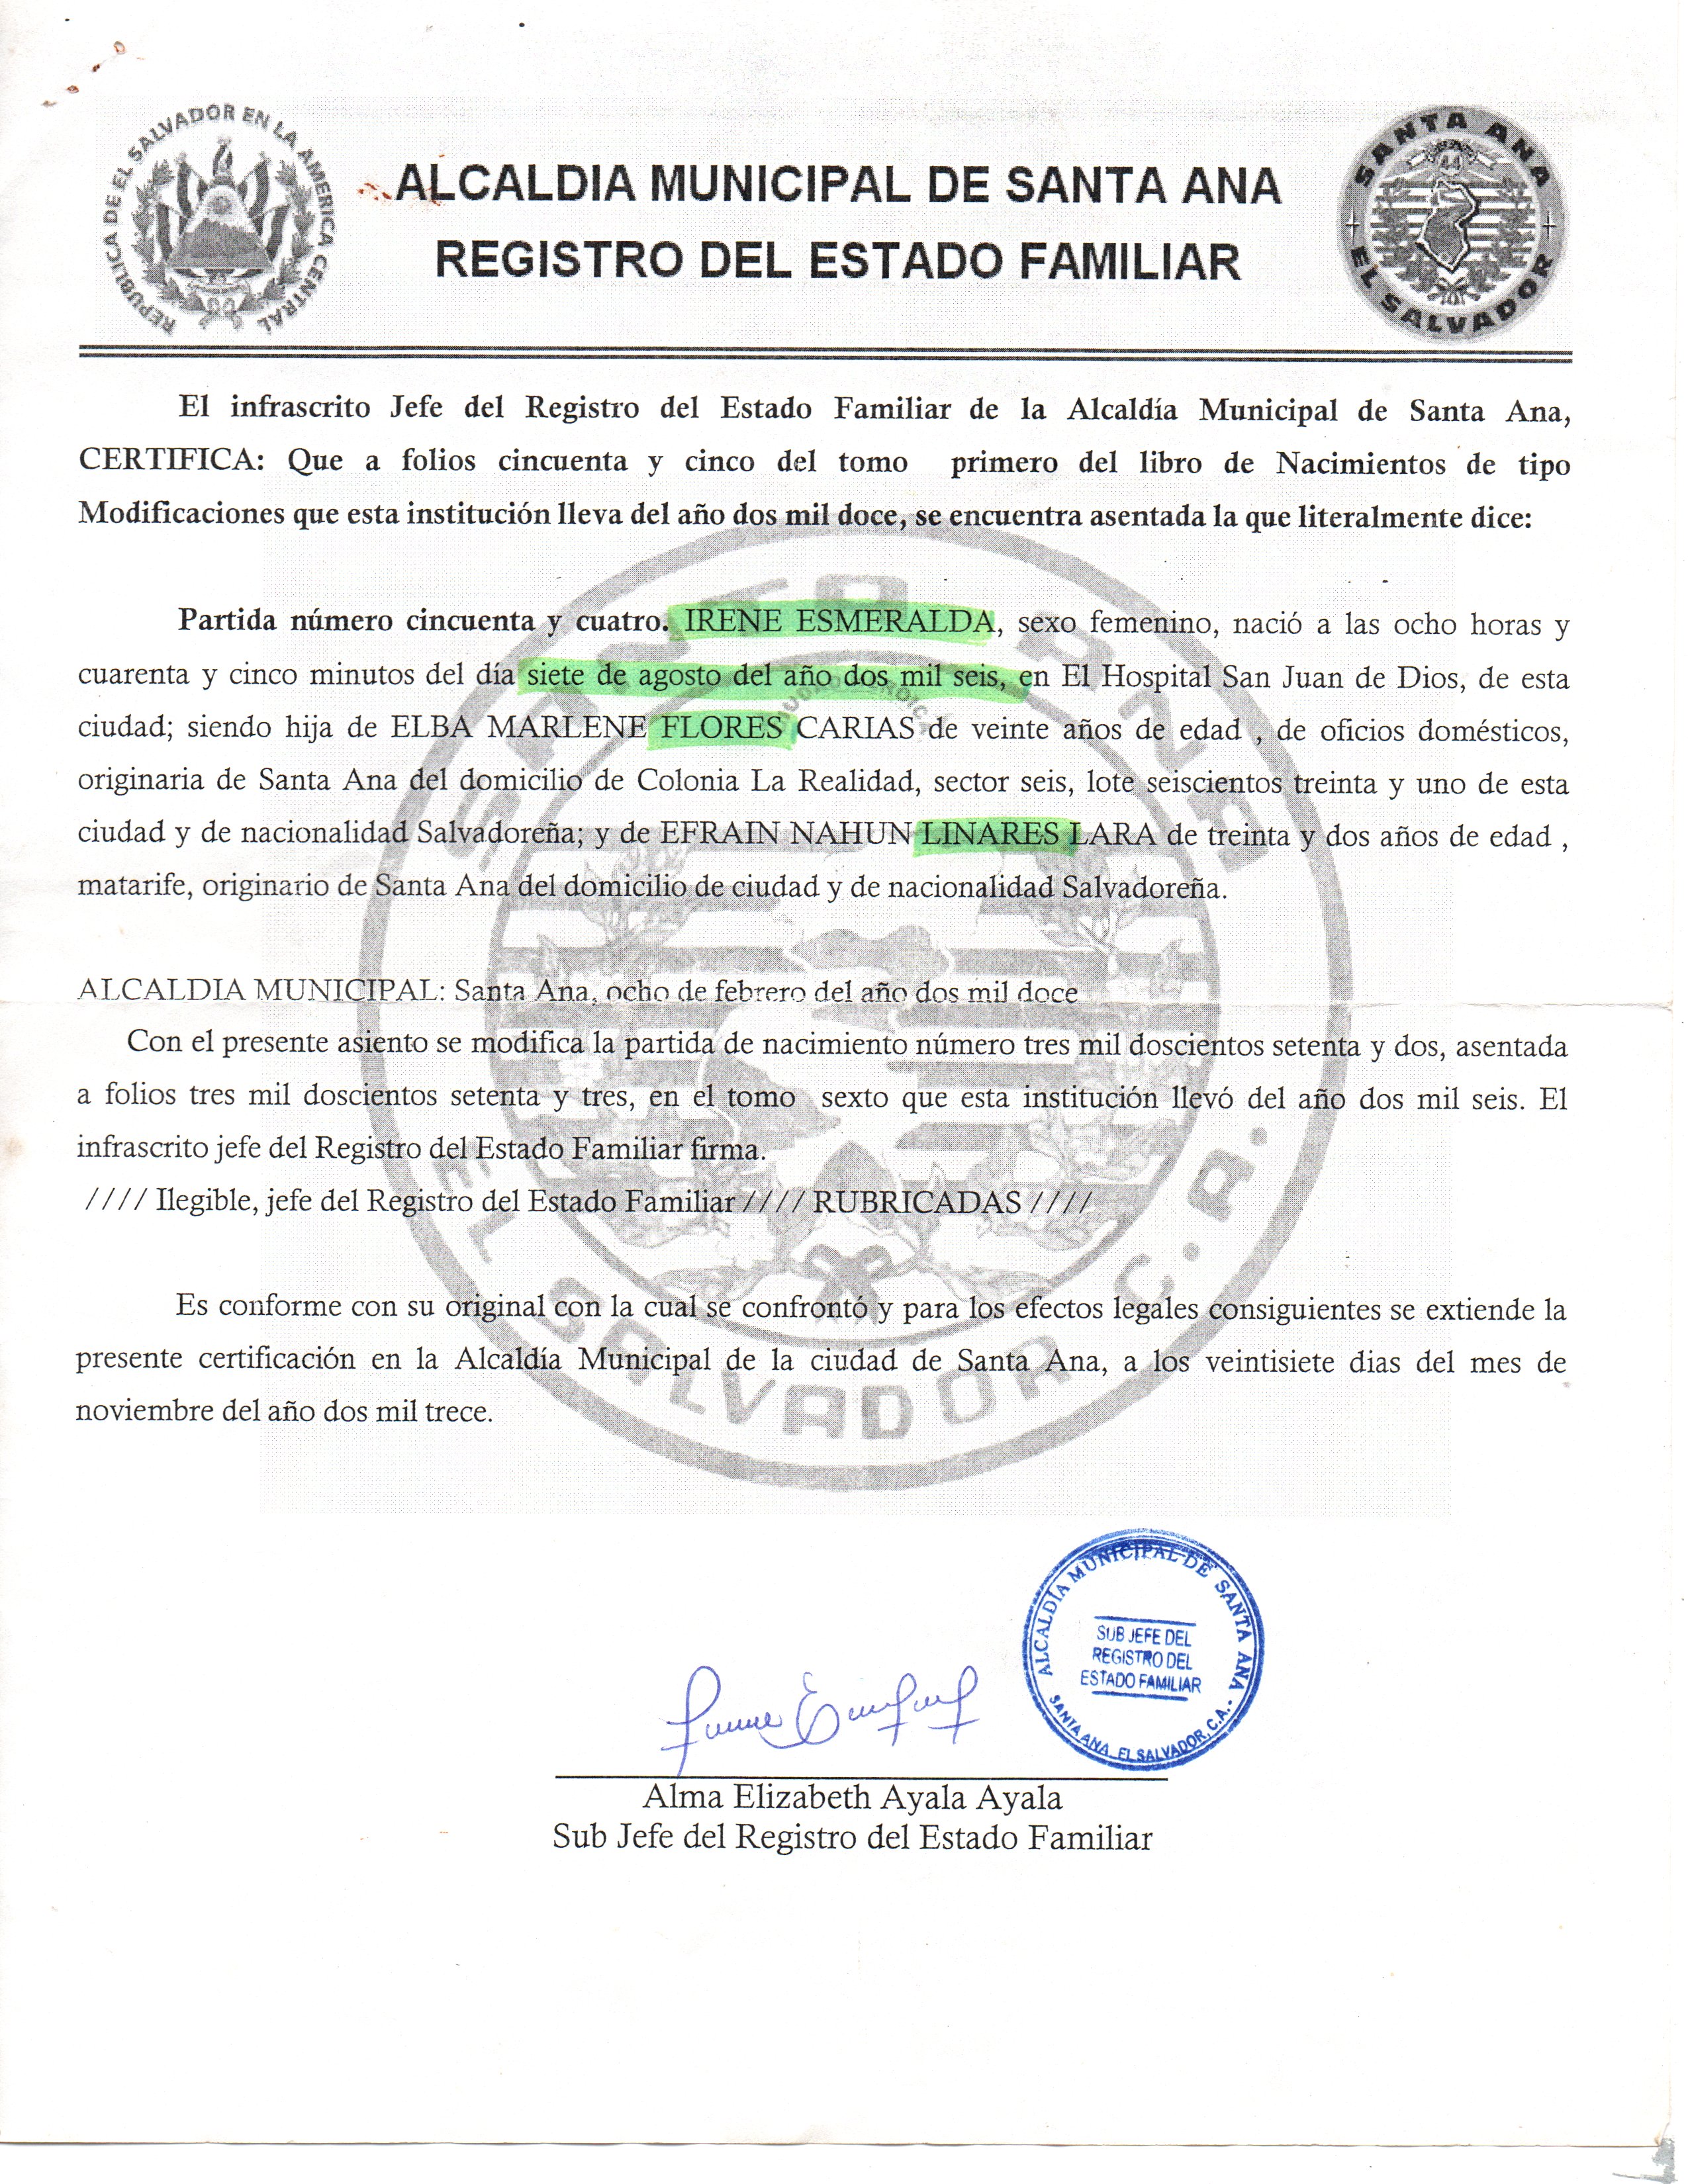 REPUBLICA DE EL SALVADOR EN LA AMERICA CENTRAL
ALCALDIA MUNICIPAL DE SANTA ANA
REGISTRO DEL ESTADO FAMILIAR
SANTA ANA
EL SALVADOR
El infrascrito Jefe del Registro del Estado Familiar de la Alcaldía Municipal de Santa Ana,
CERTIFICA: Que a folios cincuenta y cinco del tomo primero del libro de Nacimientos de tipo
Modificaciones que esta institución lleva del año dos mil doce, se encuentra asentada la que literalmente dice:
Partida número cincuenta y cuatro. IRENE ESMERALDA, sexo femenino, nació a las ocho horas y
cuarenta y cinco minutos del día siete de agosto del año dos mil seis, en El Hospital San Juan de Dios, de esta
ciudad; siendo hija de ELBA MARLENE FLORES CARIAS de veinte años de edad , de oficios domésticos,
originaria de Santa Ana del domicilio de Colonia La Realidad, sector seis, lote seiscientos treinta y uno de esta
ciudad y de nacionalidad Salvadoreña; y de EFRAIN NAHUN LINARES LARA de treinta y dos años de edad ,
matarife, originario de Santa Ana del domicilio de ciudad y de nacionalidad Salvadoreña.
ALCALDIA MUNICIPAL: Santa Ana, ocho de febrero del año dos mil doce
Con el presente asiento se modifica la partida de nacimiento número tres mil doscientos setenta y dos, asentada
a folios tres mil doscientos setenta y tres, en el tomo sexto que esta institución llevó del año dos mil seis. El
infrascrito jefe del Registro del Estado Familiar firma.
//// Ilegible, jefe del Registro del Estado Familiar //// RUBRICADAS ////
Es conforme con su original con la cual se confrontó y para los efectos legales consiguientes se extiende la
presente certificación en la Alcaldía Municipal de la ciudad de Santa Ana, a los veintisiete dias del mes de
noviembre del año dos mil trece.
EL SALVADOR C.A.
ALCALDÍA MUNICIPAL DE SANTA ANA
SUB JEFE DEL
REGISTRO DEL
ESTADO FAMILIAR
SANTA ANA, EL SALVADOR, C.A.
Alma Elizabeth Ayala Ayala
Sub Jefe del Registro del Estado Familiar